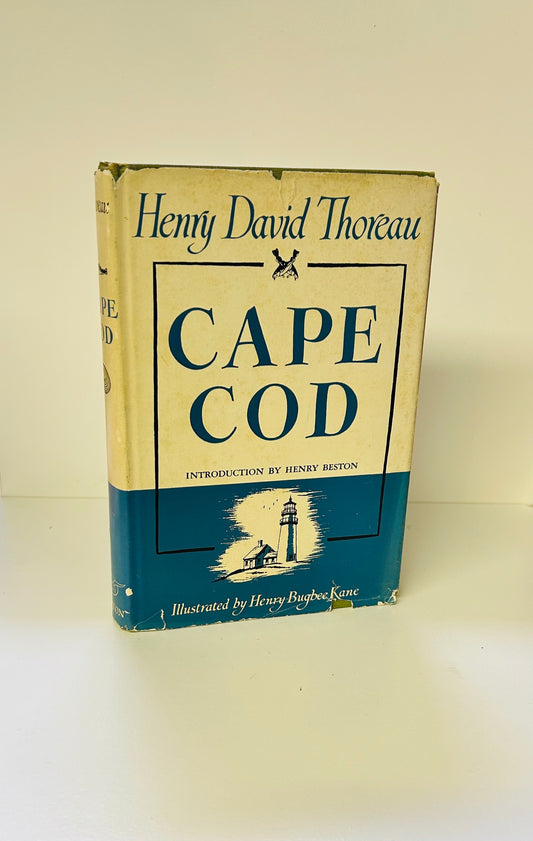 Henry David Thoreau
CAPE
COD
INTRODUCTION BY HENRY BESTON
Illustrated by Henry Bugbee Kane